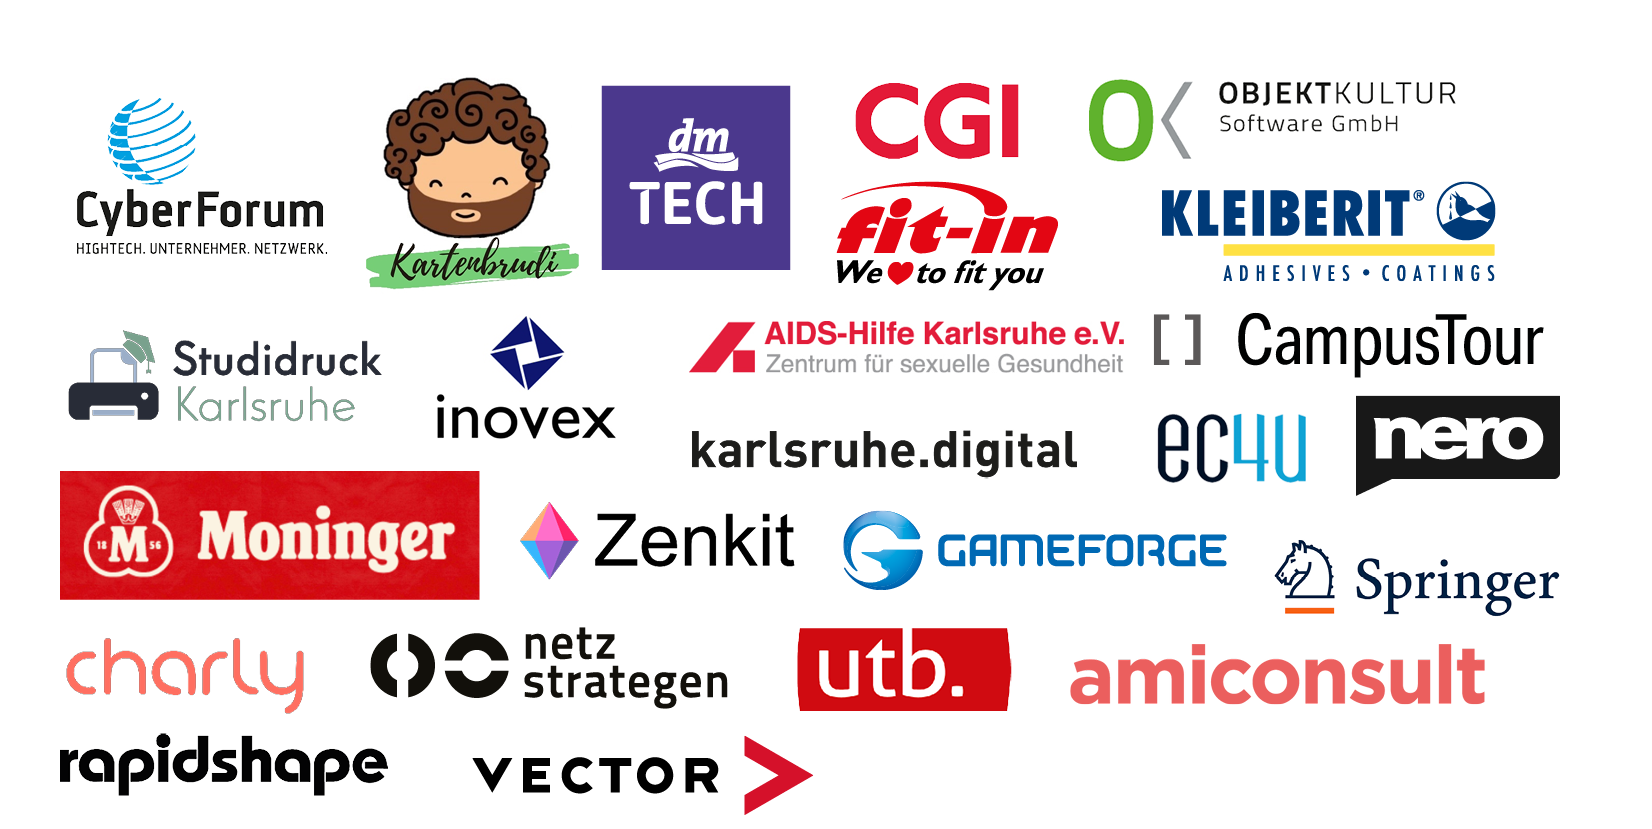 CyberForum
HIGHTECH. UNTERNEHMER. NETZWERK.
Kartenbrudi
dm
TECH
CGI
OK
OBJEKTKULTUR
Software GmbH
fit-in
We to fit you
KLEIBERIT®
ADHESIVES • COATINGS
Studidruck
Karlsruhe
inovex
AIDS-Hilfe Karlsruhe e.V.
Zentrum für sexuelle Gesundheit
[ ] CampusTour
karlsruhe.digital
ec4u
nero
18 M 56
Moninger
Zenkit
GAMEFORGE
Springer
charly
netz
strategen
utb.
amiconsult
rapidshape
VECTOR